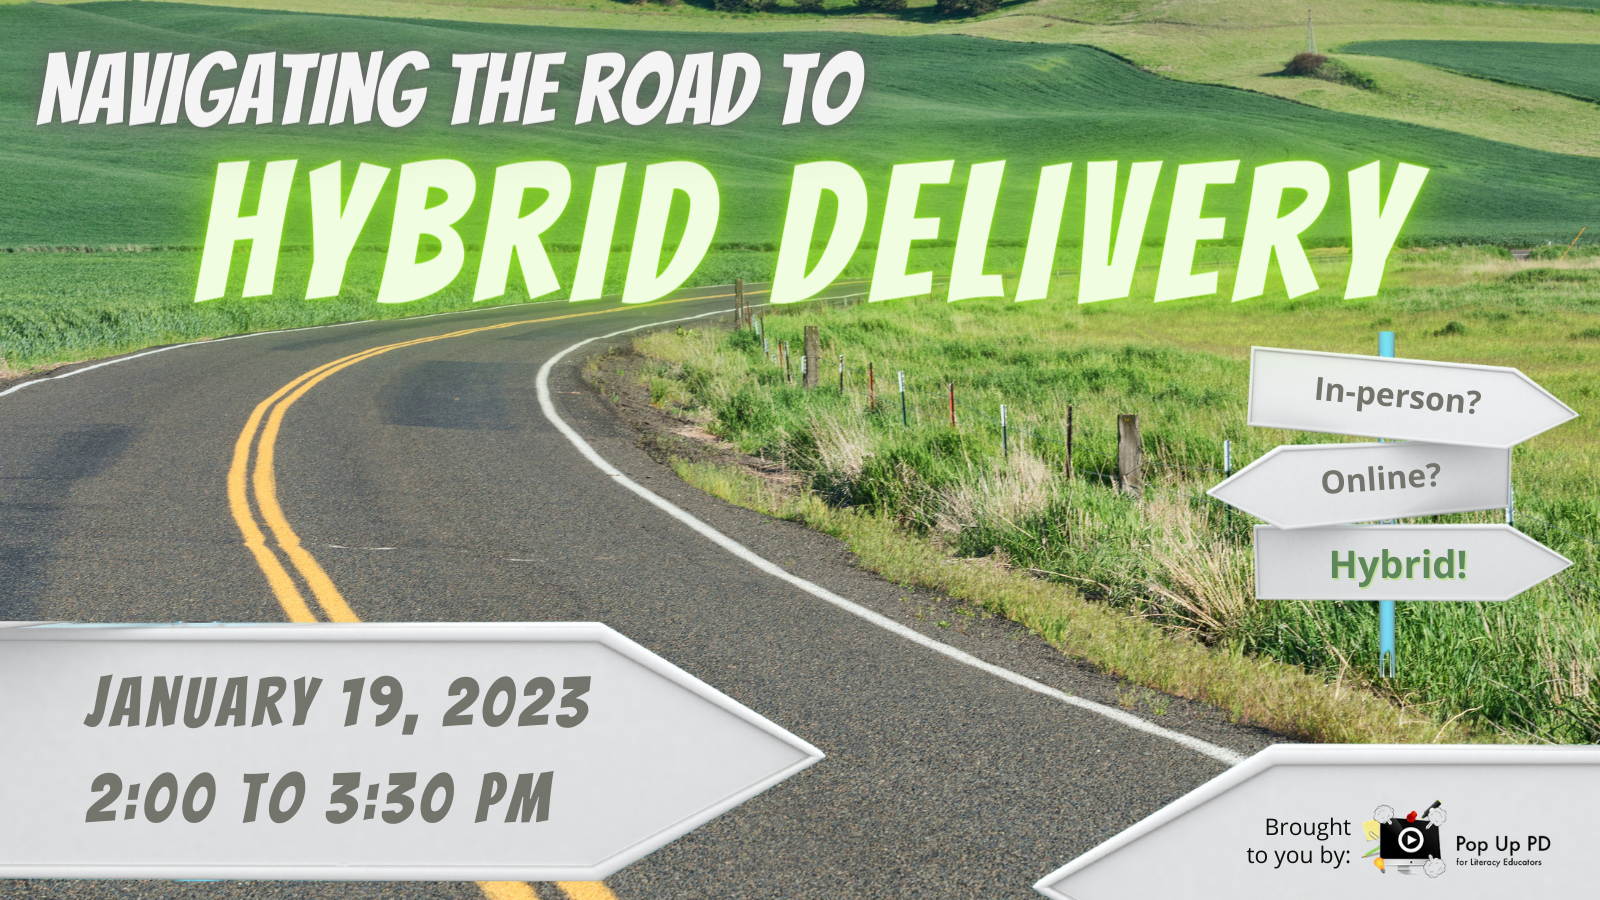 NAVIGATING THE ROAD TO
HYBRID DELIVERY
In-person?
Online?
Hybrid!
JANUARY 19, 2023
2:00 TO 3:30 PM
Brought
to you by:
Pop Up PD
for Literacy Educators